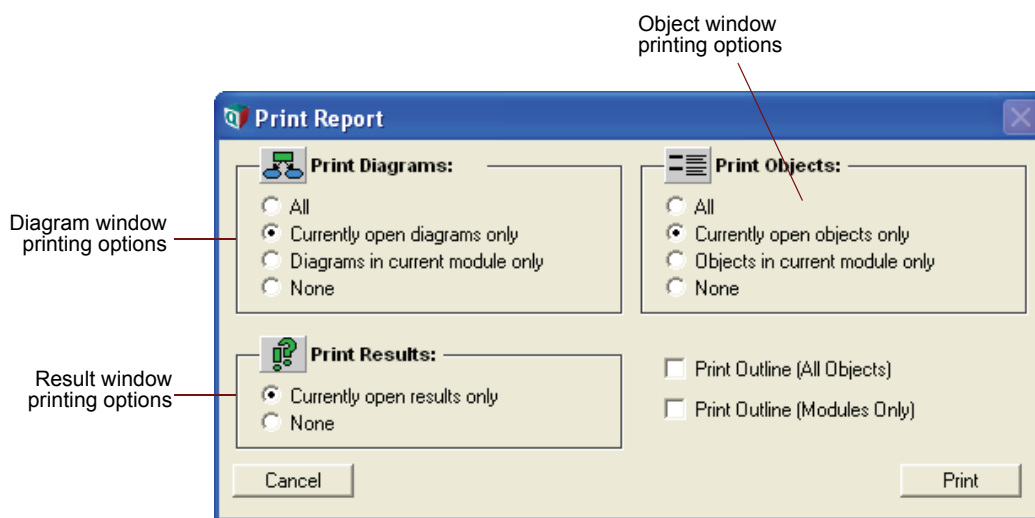 Object window
printing options
Print Report
Print Diagrams:
All
Currently open diagrams only
Diagrams in current module only
None
Diagram window
printing options
Print Objects:
All
Currently open objects only
Objects in current module only
None
Print Results:
Currently open results only
None
Result window
printing options
Print Outline (All Objects)
Print Outline (Modules Only)
Cancel
Print